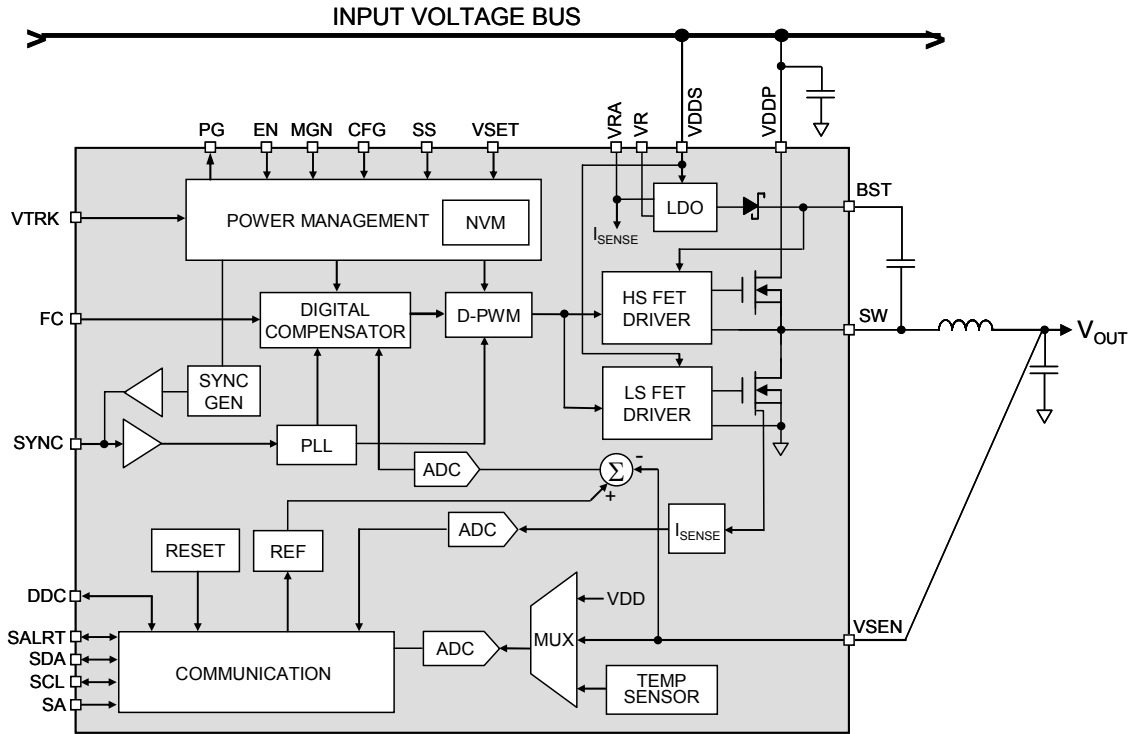 INPUT VOLTAGE BUS
PG
EN
MGN
CFG
SS
VSET
VRA
VR
VDDS
VDDP
BST
VTRK
POWER MANAGEMENT
NVM
LDO
ISENSE
FC
DIGITAL
COMPENSATOR
D-PWM
HS FET
DRIVER
SW
VOUT
SYNC
GEN
LS FET
DRIVER
SYNC
PLL
ADC
Σ
-
+
ADC
ISENSE
RESET
REF
DDC
VDD
SALRT
SDA
SCL
SA
COMMUNICATION
ADC
MUX
VSEN
TEMP
SENSOR